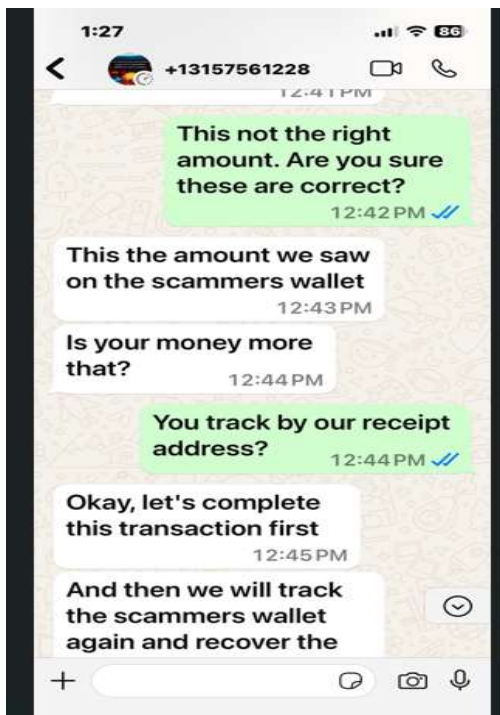 1:27
86
+13157561228
12:41 PM
This not the right
amount. Are you sure
these are correct?
12:42 PM
This the amount we saw
on the scammers wallet
12:43 PM
Is your money more
that?
12:44 PM
You track by our receipt
address?
12:44 PM
Okay, let's complete
this transaction first
12:45 PM
And then we will track
the scammers wallet
again and recover the